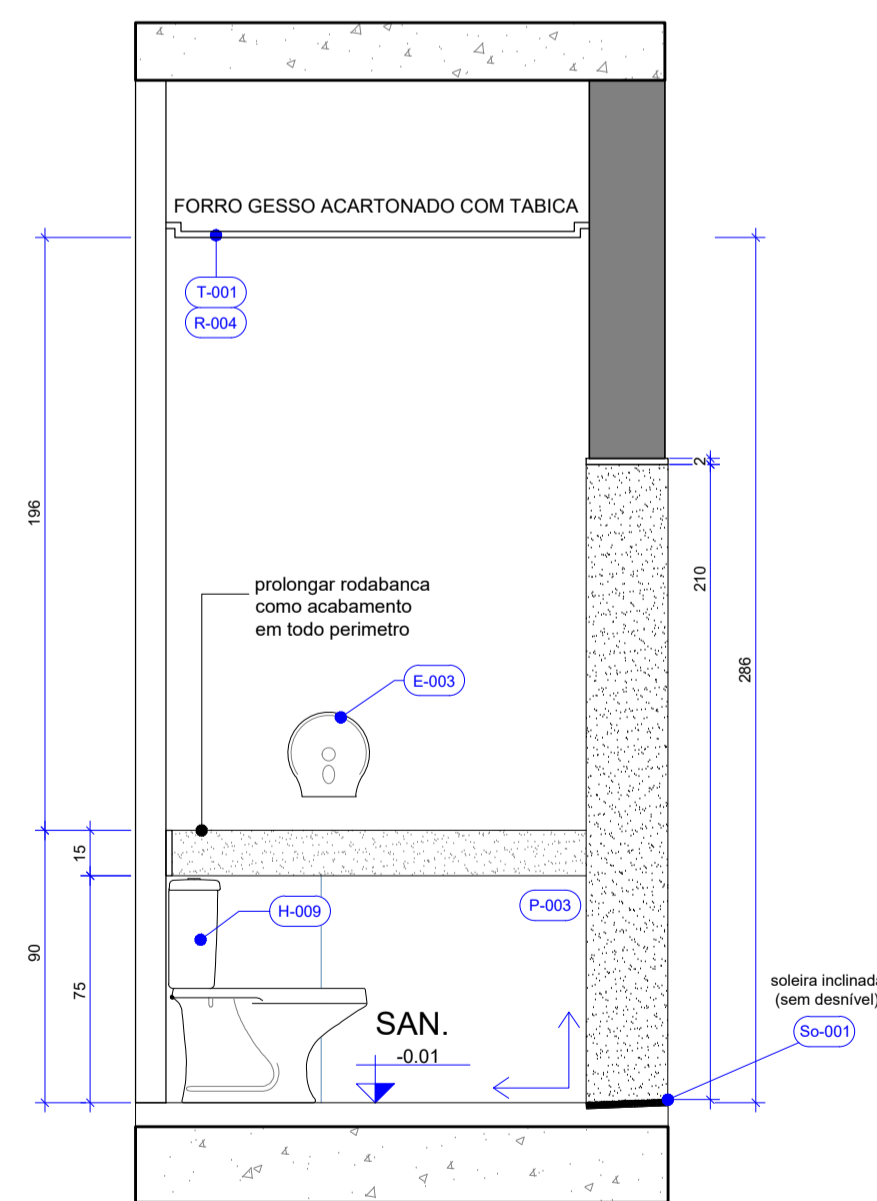 FORRO GESSO ACARTONADO COM TABICA
T-001
R-004
2
196
210
286
prolongar rodabanca
como acabamento
em todo perimetro
E-003
15
H-009
P-003
90
75
soleira inclinada
(sem desnível)
So-001
SAN.
-0.01